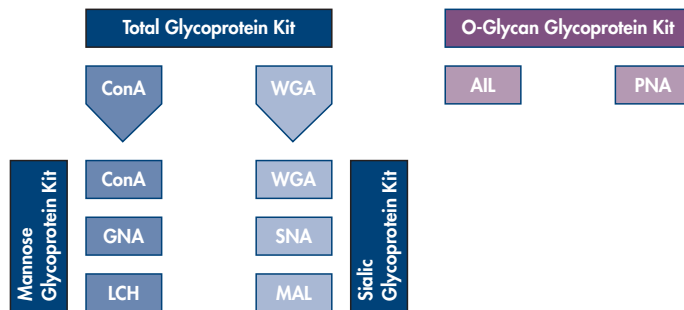 Total Glycoprotein Kit
O-Glycan Glycoprotein Kit
ConA
WGA
AIL
PNA
Mannose
Glycoprotein Kit
ConA
GNA
LCH
WGA
SNA
MAL
Sialic
Glycoprotein Kit